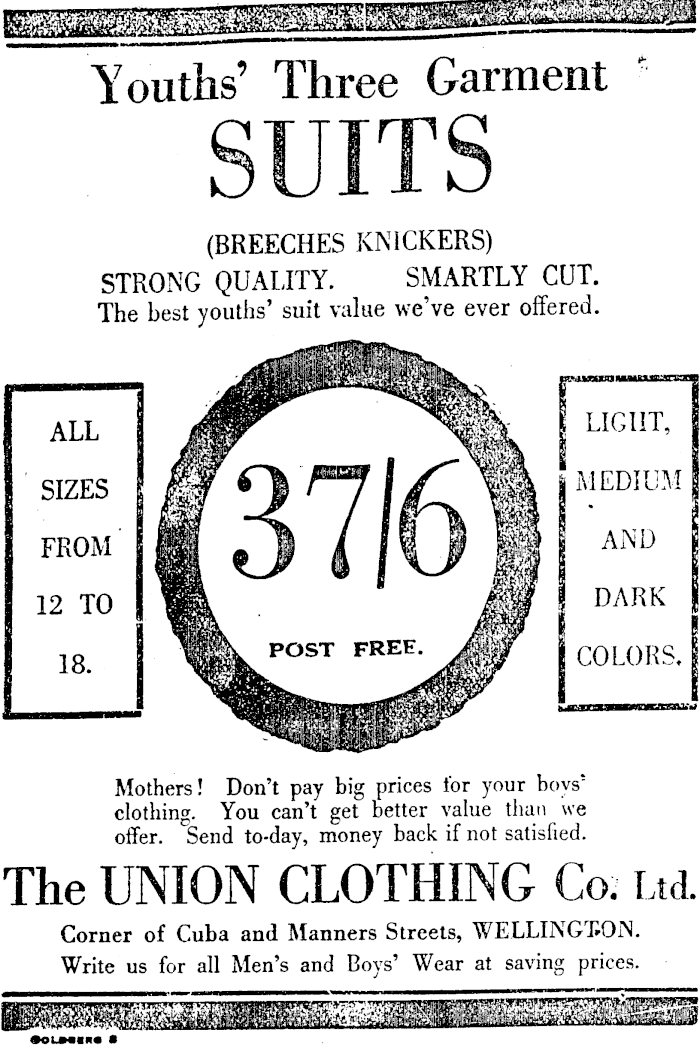 Youths' Three Garment
SUITS
(BREECHES KNICKERS)
STRONG QUALITY. SMARTLY CUT.
The best youths' suit value we've ever offered.
ALL
SIZES
FROM
12 TO
18.
37/6
POST FREE.
LIGHT,
MEDIUM
AND
DARK
COLORS.
Mothers! Don't pay big prices for your boys'
clothing. You can't get better value than we
offer. Send to-day, money back if not satisfied.
The UNION CLOTHING Co. Ltd.
Corner of Cuba and Manners Streets, WELLINGTON.
Write us for all Men's and Boys' Wear at saving prices.
GOLDBERG 2